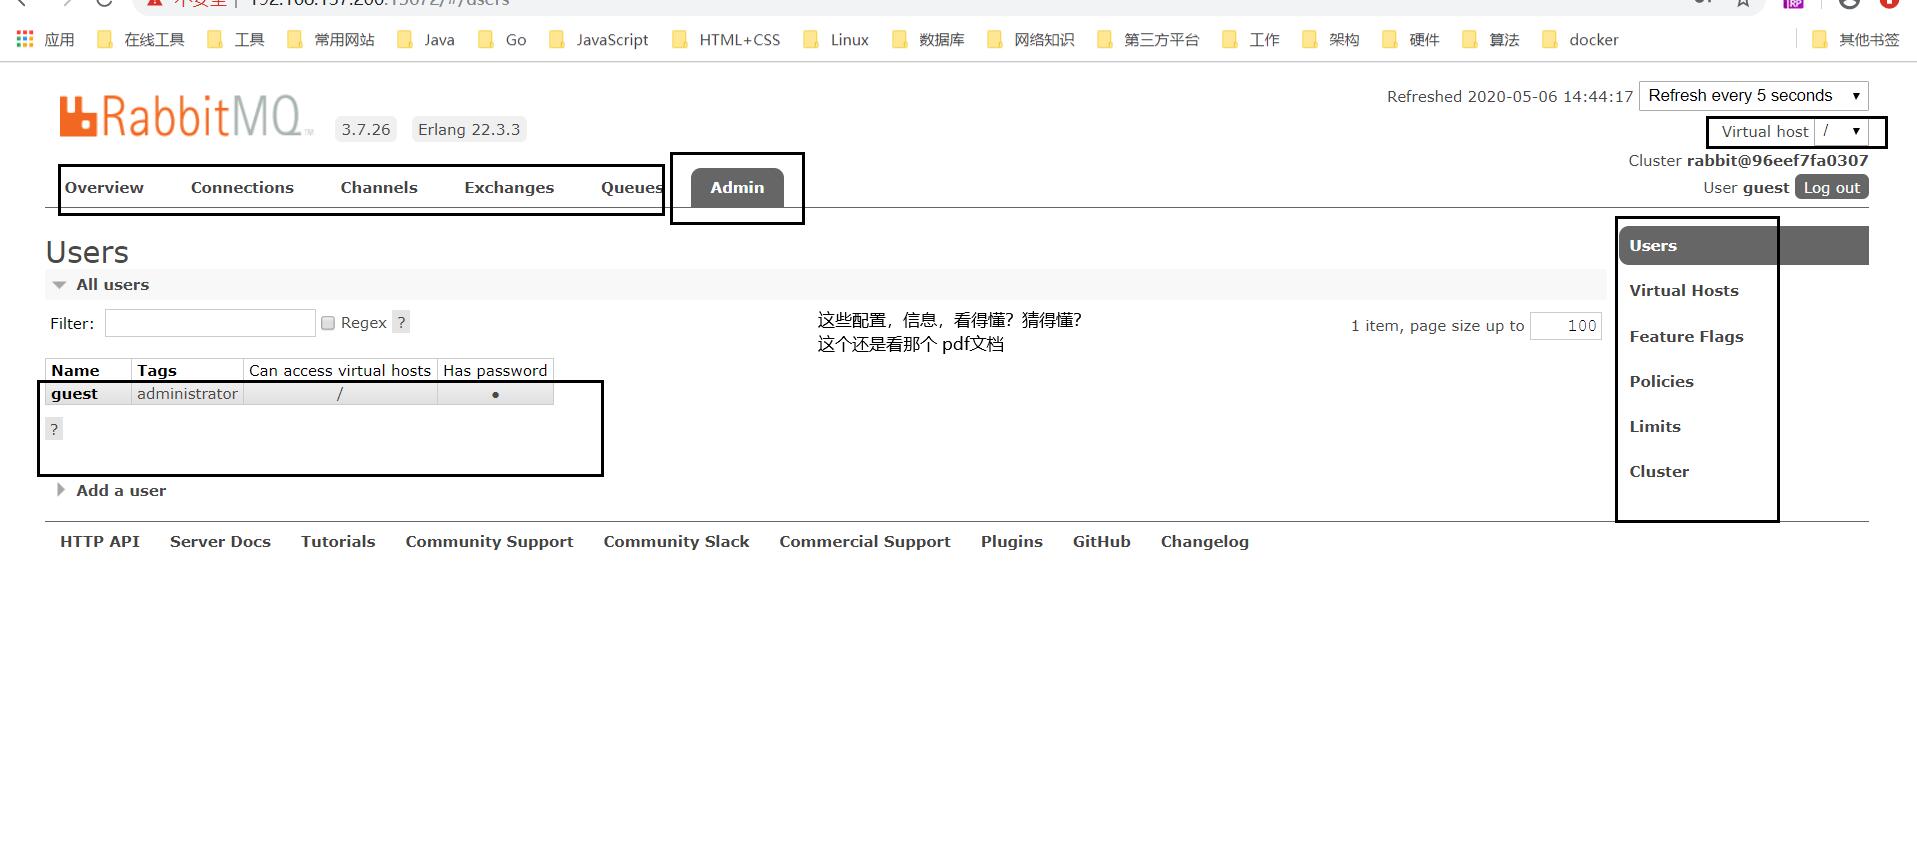 不安全 | 192.168.137.200:15672/#/users
应用 在线工具 工具 常用网站 Java Go JavaScript HTML+CSS Linux 数据库 网络知识 第三方平台 工作 架构 硬件 算法 docker 其他书签
RabbitMQ TM 3.7.26 Erlang 22.3.3
Refreshed 2020-05-06 14:44:17 Refresh every 5 seconds
Virtual host /
Cluster rabbit@96eef7fa0307
User guest Log out
Overview Connections Channels Exchanges Queues Admin
Users
All users
Filter: Regex ?
1 item, page size up to 100
这些配置，信息，看得懂？猜得懂？
这个还是看那个 pdf文档
Name Tags Can access virtual hosts Has password
guest administrator / ●
?
Add a user
Users
Virtual Hosts
Feature Flags
Policies
Limits
Cluster
HTTP API Server Docs Tutorials Community Support Community Slack Commercial Support Plugins GitHub Changelog